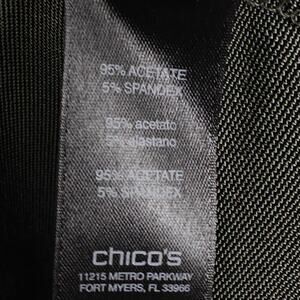 95% ACETATE
5% SPANDEX
95% acetato
5% elastano
95% ACETATE
5% SPANDEX
chico's
11215 METRO PARKWAY
FORT MYERS, FL 33966